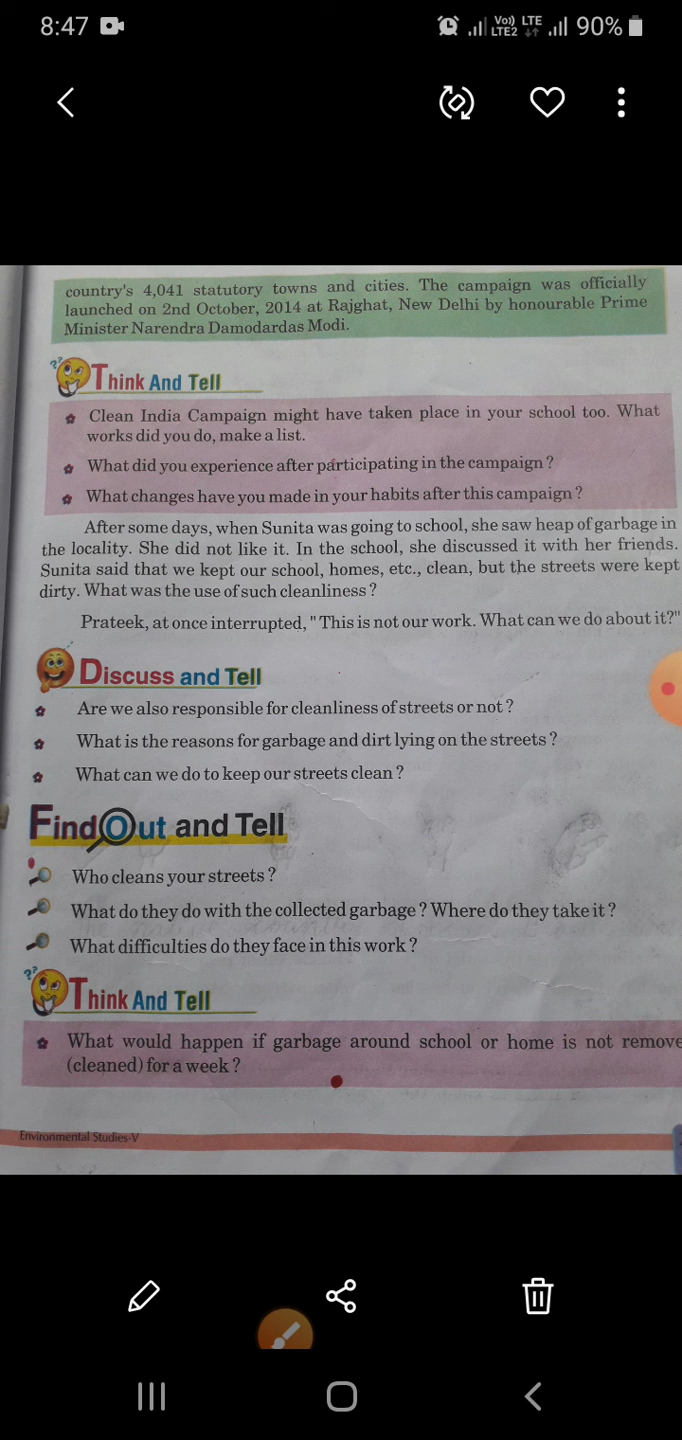 8:47
Vo) LTE
LTE2
90%
country's 4,041 statutory towns and cities. The campaign was officially
launched on 2nd October, 2014 at Rajghat, New Delhi by honourable Prime
Minister Narendra Damodardas Modi.
Think And Tell
Clean India Campaign might have taken place in your school too. What
works did you do, make a list.
What did you experience after participating in the campaign ?
What changes have you made in your habits after this campaign ?
After some days, when Sunita was going to school, she saw heap of garbage in
the locality. She did not like it. In the school, she discussed it with her friends.
Sunita said that we kept our school, homes, etc., clean, but the streets were kept
dirty. What was the use of such cleanliness ?
Prateek, at once interrupted, "This is not our work. What can we do about it?"
Discuss and Tell
Are we also responsible for cleanliness of streets or not ?
What is the reasons for garbage and dirt lying on the streets ?
What can we do to keep our streets clean ?
Find Out and Tell
Who cleans your streets ?
What do they do with the collected garbage ? Where do they take it ?
What difficulties do they face in this work ?
Think And Tell
What would happen if garbage around school or home is not remove
(cleaned) for a week ?
Environmental Studies-V